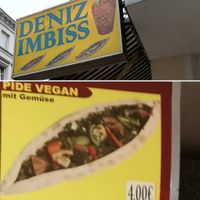 DENIZ
IMBISS
PIDE VEGAN
mit Gemüse
4,00€